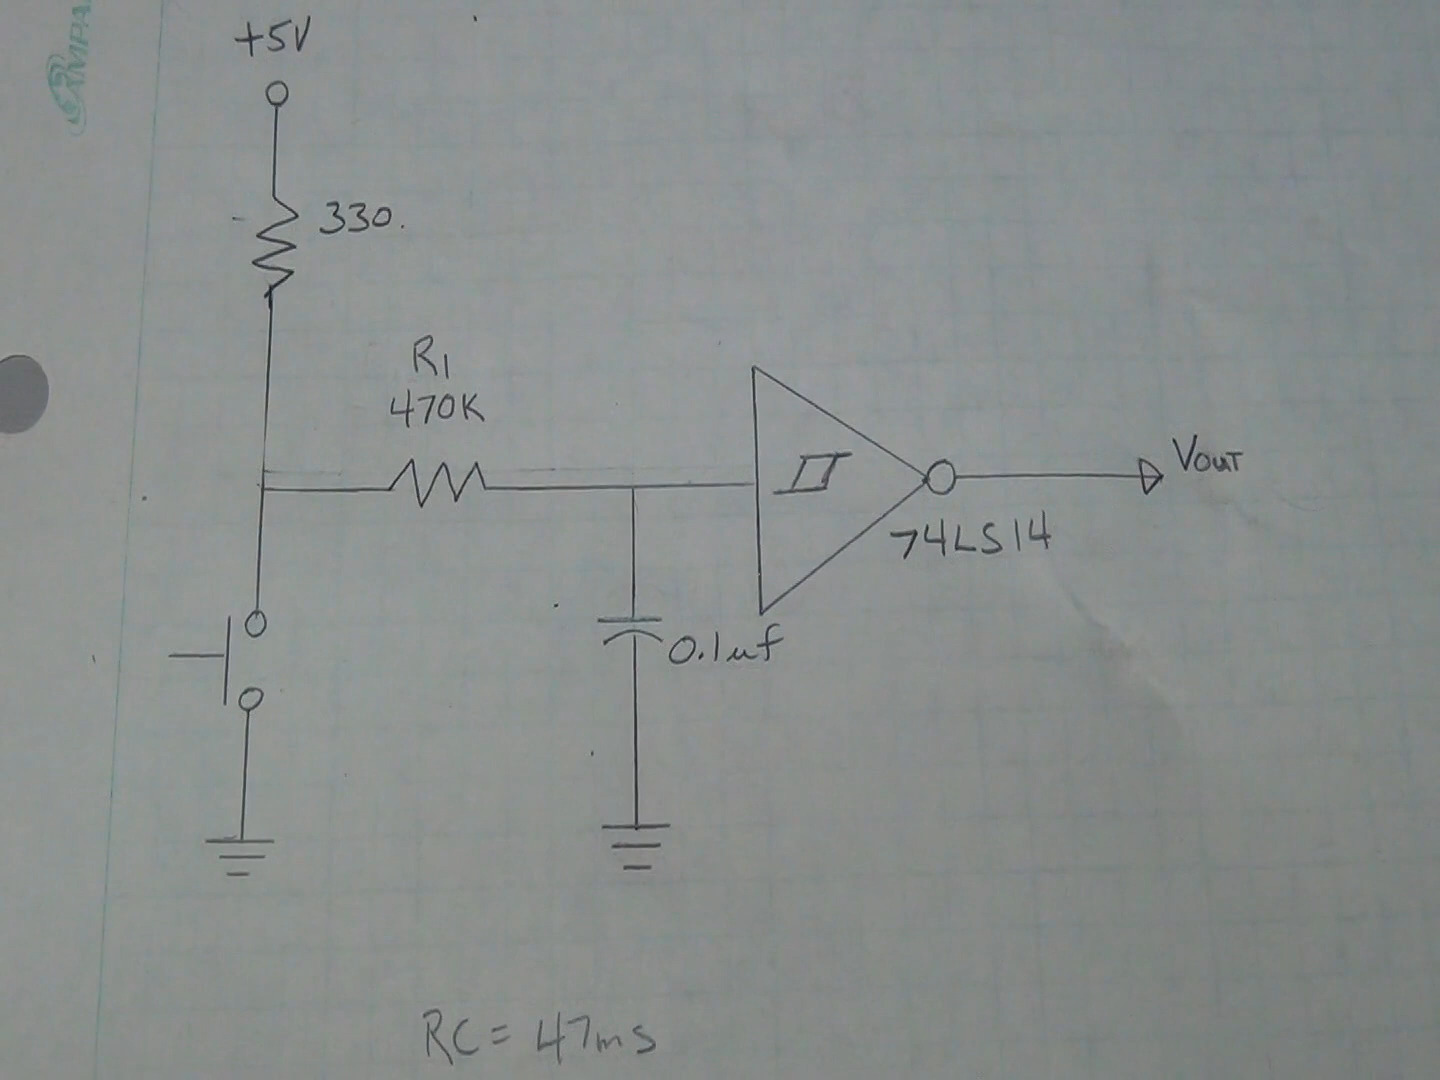 +5V
330.
R1
470K
VOUT
74LS14
0.1uf
RC = 47ms